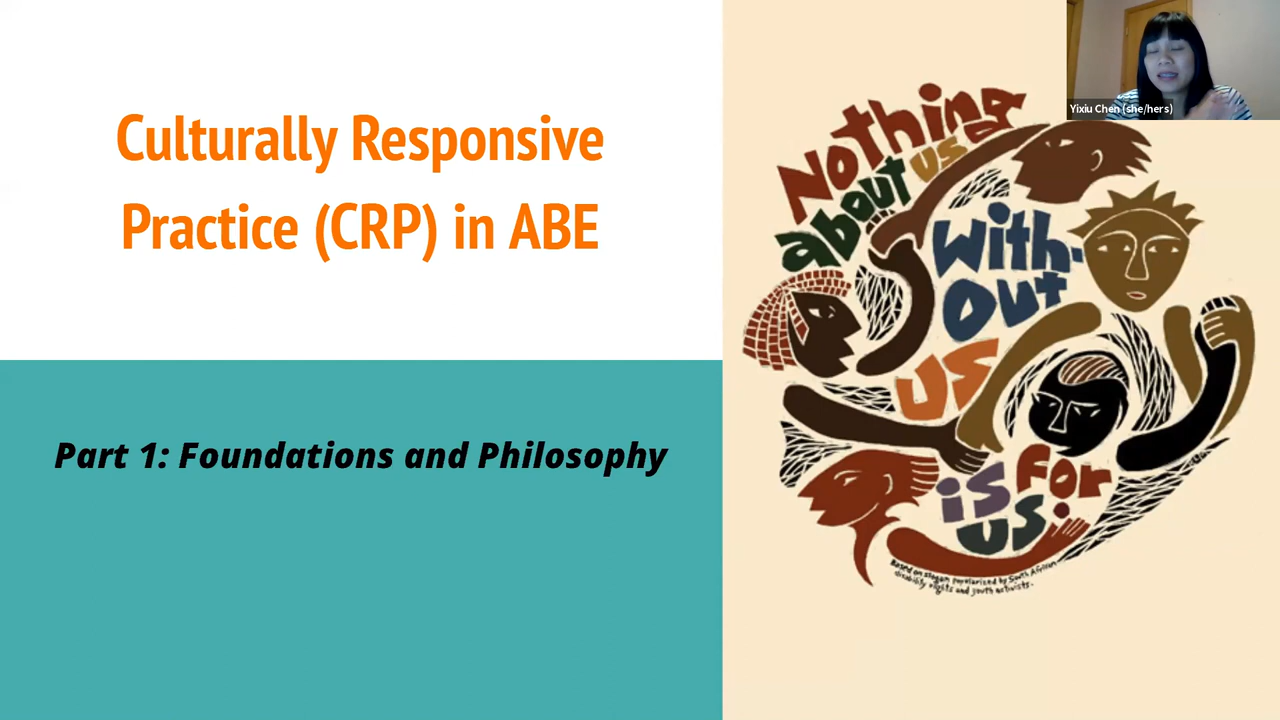 Culturally Responsive
Practice (CRP) in ABE
Part 1: Foundations and Philosophy
Yixiu Chen (she/hers)
Nothing
about us
with-
out
us
is for
us.
Based on slogan popularized by South African
disability rights and youth activists.